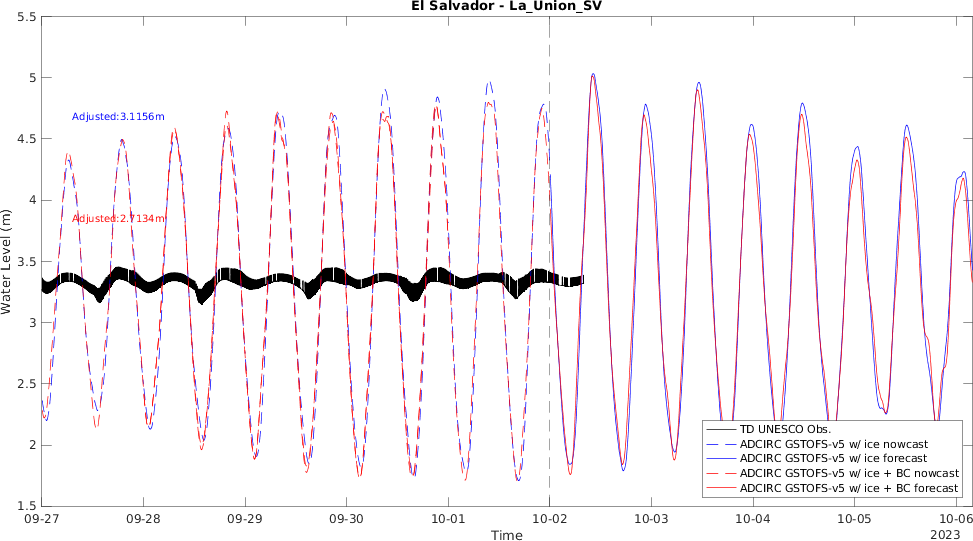 El Salvador - La_Union_SV
5.5
5
4.5
4
3.5
3
2.5
2
1.5
Water Level (m)
Adjusted:3.1156m
Adjusted:2.7134m
TD UNESCO Obs.
ADCIRC GSTOFS-v5 w/ ice nowcast
ADCIRC GSTOFS-v5 w/ ice forecast
ADCIRC GSTOFS-v5 w/ ice + BC nowcast
ADCIRC GSTOFS-v5 w/ ice + BC forecast
09-27 09-28 09-29 09-30 10-01 10-02 10-03 10-04 10-05 10-06
Time
2023